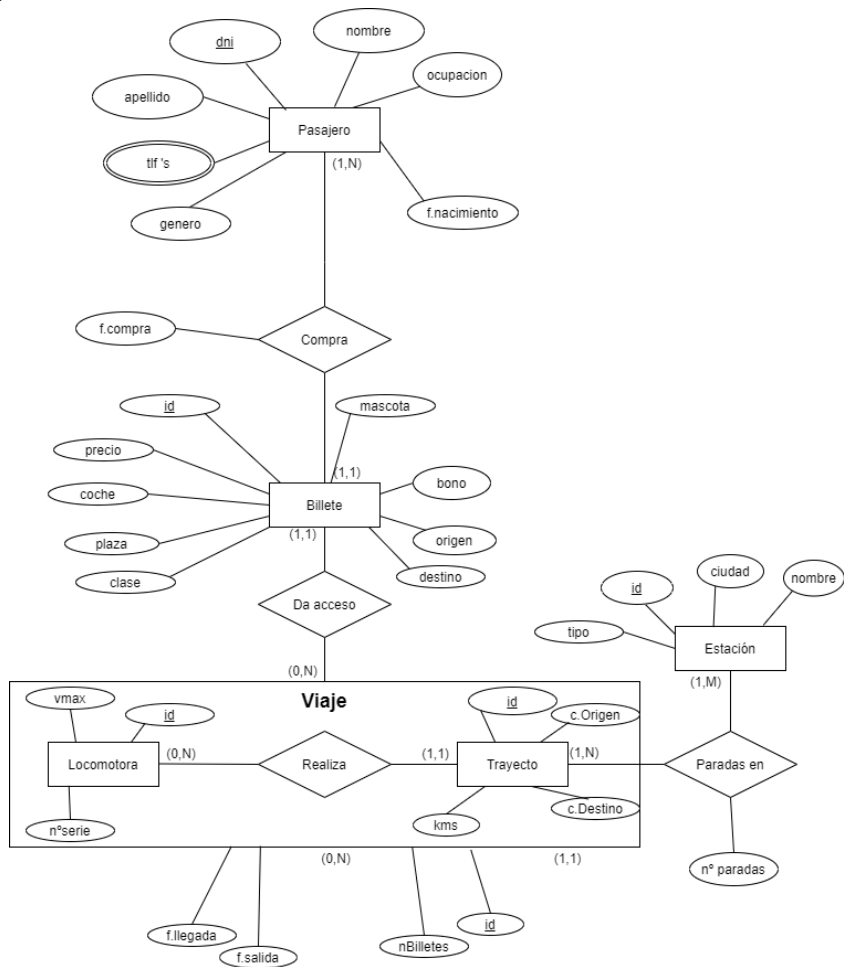 dni
nombre
ocupacion
apellido
Pasajero
tlf 's
(1,N)
genero
f.nacimiento
f.compra
Compra
id
mascota
precio
(1,1)
bono
coche
Billete
(1,1)
origen
plaza
destino
clase
ciudad
nombre
id
Da acceso
tipo
Estación
(0,N)
(1,M)
Viaje
vmax
id
id
c.Origen
(0,N)
(1,1)
(1,N)
Locomotora
Realiza
Trayecto
Paradas en
c.Destino
nºserie
kms
(0,N)
(1,1)
nº paradas
f.llegada
f.salida
nBilletes
id